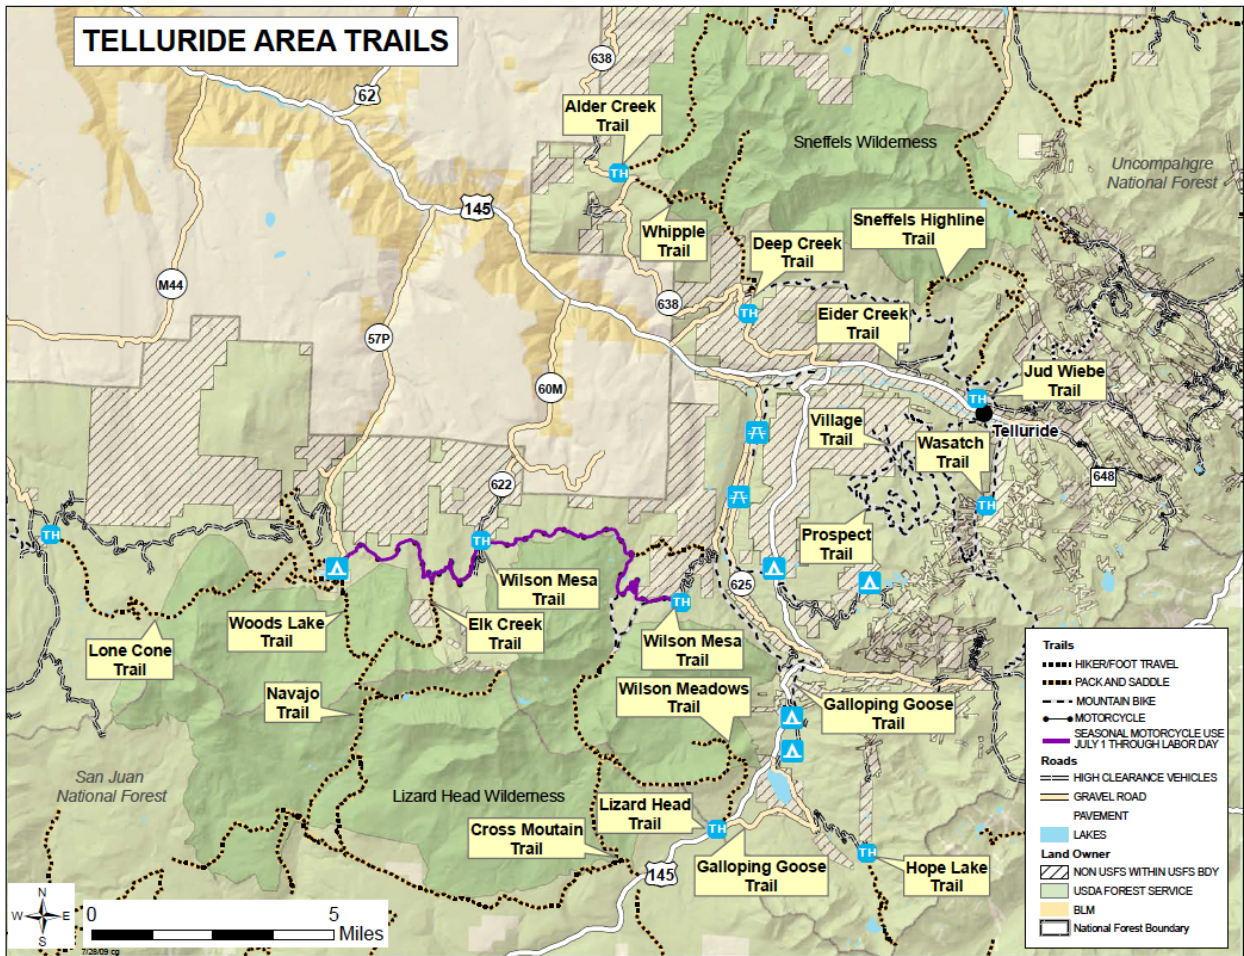 TELLURIDE AREA TRAILS
638
62
Alder Creek
Trail
Sneffels Wilderness
Uncompahgre
National Forest
TH
145
Whipple
Trail
Sneffels Highline
Trail
Deep Creek
Trail
M44
638
TH
Eider Creek
Trail
57P
60M
Jud Wiebe
Trail
TH
Telluride
Village
Trail
Wasatch
Trail
648
622
TH
TH
Prospect
Trail
TH
Wilson Mesa
Trail
625
TH
Woods Lake
Trail
Elk Creek
Trail
Lone Cone
Trail
Wilson Mesa
Trail
Navajo
Trail
Wilson Meadows
Trail
Galloping Goose
Trail
San Juan
National Forest
Lizard Head Wilderness
Lizard Head
Trail
TH
Cross Moutain
Trail
145
Galloping Goose
Trail
TH
Hope Lake
Trail
Trails
HIKER/FOOT TRAVEL
PACK AND SADDLE
MOUNTAIN BIKE
MOTORCYCLE
SEASONAL MOTORCYCLE USE
JULY 1 THROUGH LABOR DAY
Roads
HIGH CLEARANCE VEHICLES
GRAVEL ROAD
PAVEMENT
LAKES
Land Owner
NON USFS WITHIN USFS BDY
USDA FOREST SERVICE
BLM
National Forest Boundary
N
W E
S
0 5
Miles
7/28/09 cg